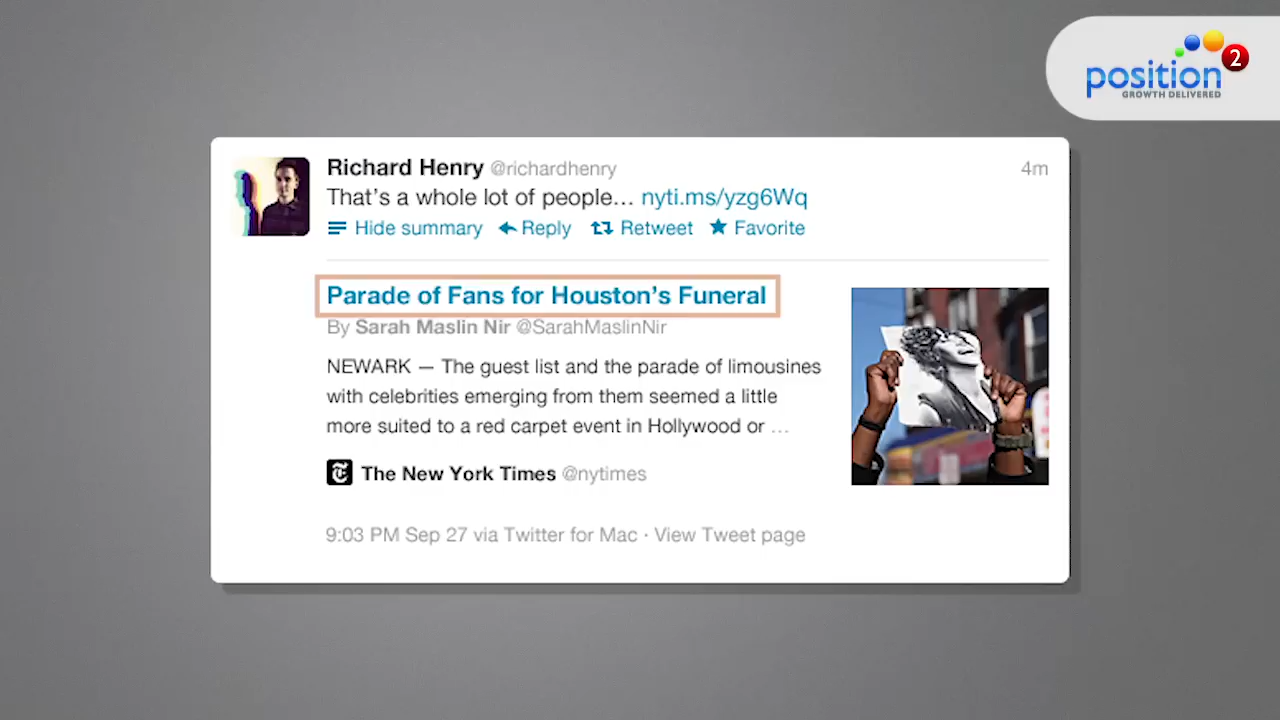 position 2
GROWTH DELIVERED
Richard Henry @richardhenry 4m
That’s a whole lot of people… nyti.ms/yzg6Wq
Hide summary Reply Retweet Favorite
Parade of Fans for Houston’s Funeral
By Sarah Maslin Nir @SarahMaslinNir
NEWARK — The guest list and the parade of limousines
with celebrities emerging from them seemed a little
more suited to a red carpet event in Hollywood or …
The New York Times @nytimes
9:03 PM Sep 27 via Twitter for Mac · View Tweet page